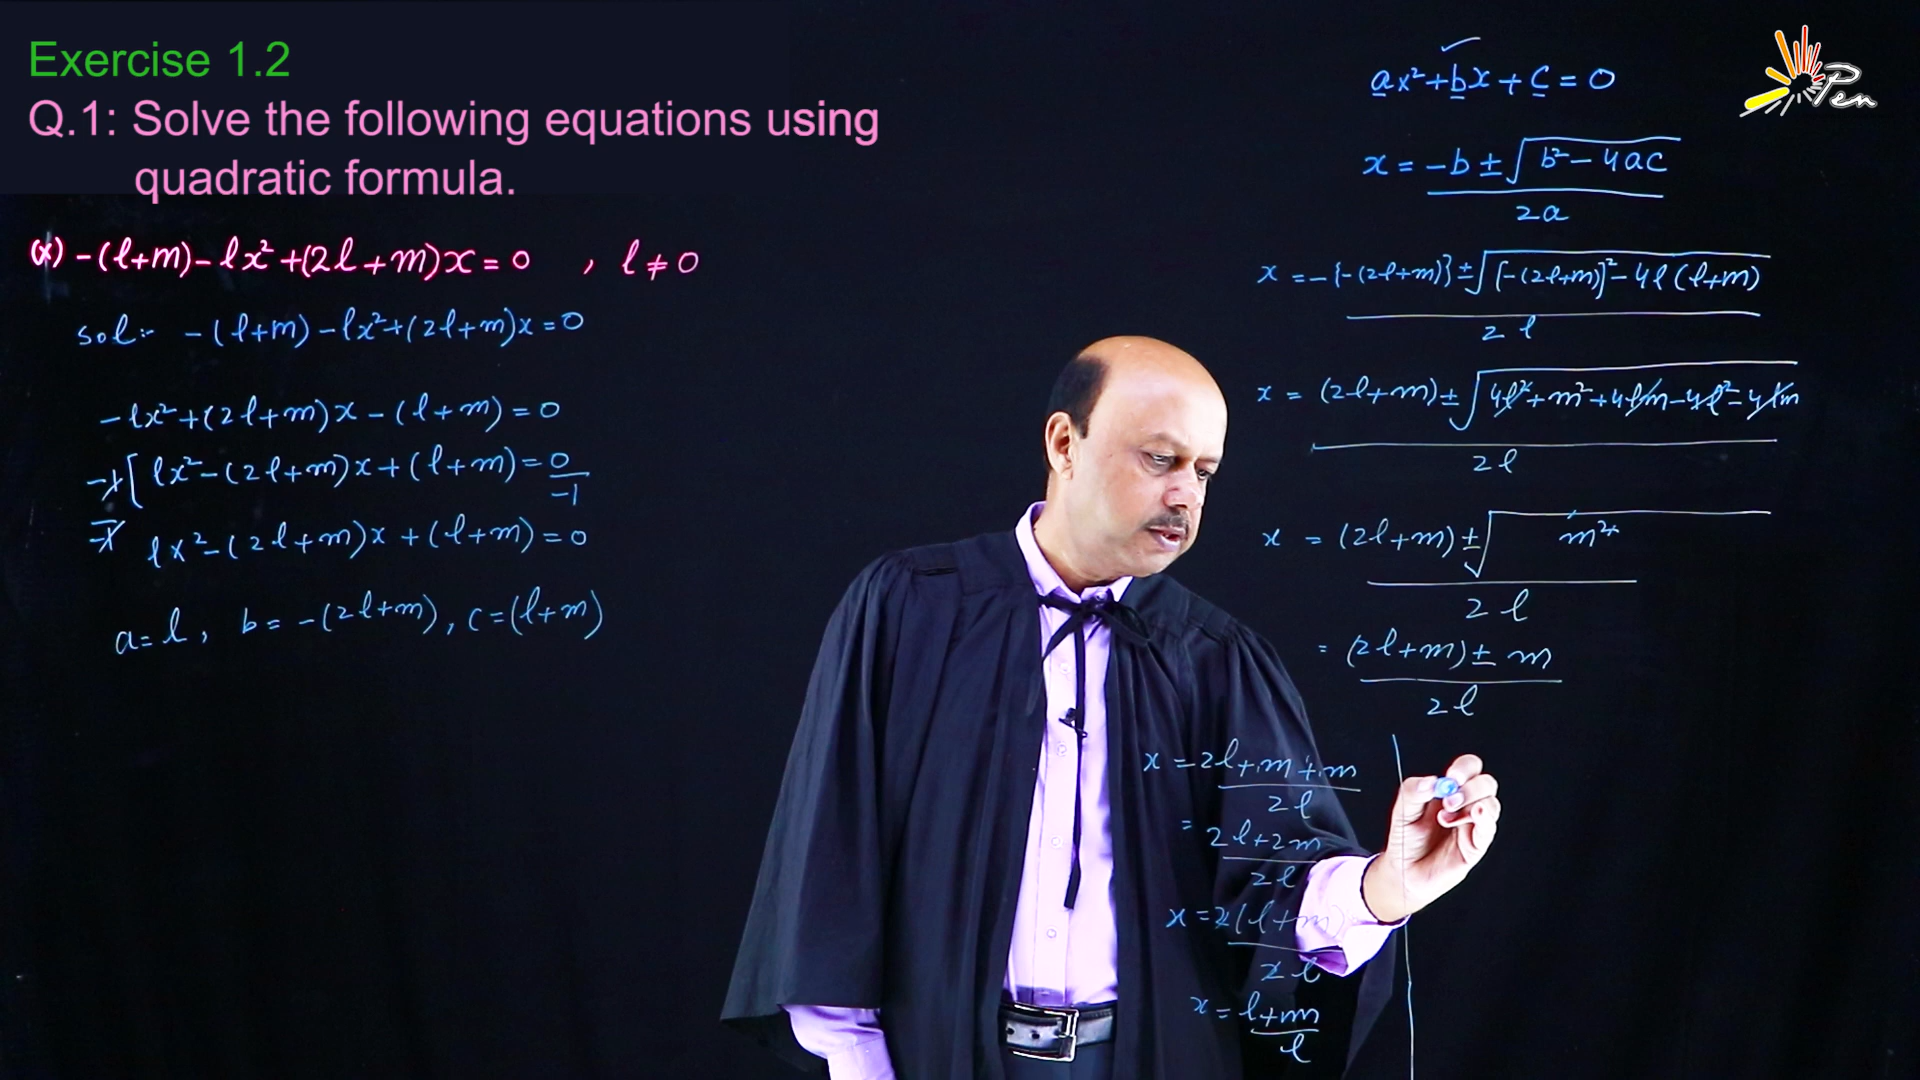 Exercise 1.2
Q.1: Solve the following equations using
quadratic formula.
(x) -(l+m) - lx² + (2l+m)x = 0 , l ≠ 0
Sol:- -(l+m) - lx² + (2l+m)x = 0
-lx² + (2l+m)x - (l+m) = 0
-1[lx² - (2l+m)x + (l+m) = 0/-1
-1 lx² - (2l+m)x + (l+m) = 0
a = l, b = -(2l+m), c = (l+m)
ax² + bx + c = 0
x = -b ± √b² - 4ac
2a
x = -{-(2l+m)} ± √[-(2l+m)]² - 4l(l+m)
2l
x = (2l+m) ± √4l² + m² + 4lm - 4l² - 4lm
2l
x = (2l+m) ± √m²
2l
= (2l+m) ± m
2l
x = 2l+m+m
2l
= 2l+2m
2l
x = 2(l+m)
2l
x = l+m
l
Pen